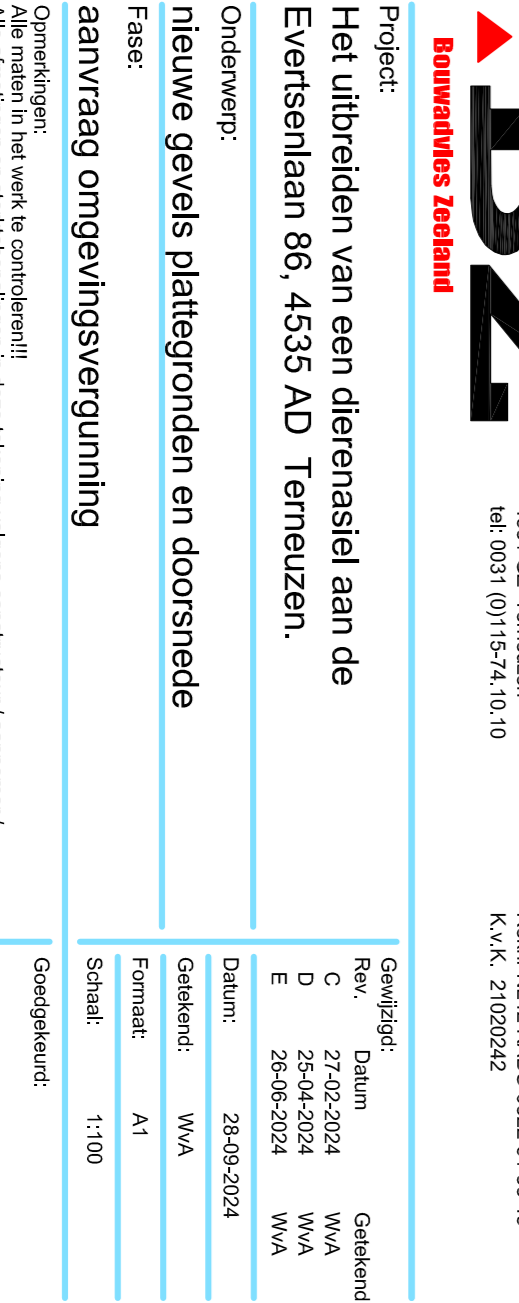 BZ
Bouwadvies Zeeland
tel: 0031 (0)115-74.10.10
K.v.K. 21020242
Project:
Het uitbreiden van een dierenasiel aan de
Evertsenlaan 86, 4535 AD Terneuzen.
Onderwerp:
nieuwe gevels plattegronden en doorsnede
Fase:
aanvraag omgevingsvergunning
Opmerkingen:
Alle maten in het werk te controleren!!!
Gewijzigd:
Rev. Datum Getekend
C 27-02-2024 WvA
D 25-04-2024 WvA
E 26-06-2024 WvA
Datum: 28-09-2024
Getekend: WvA
Formaat: A1
Schaal: 1:100
Goedgekeurd: